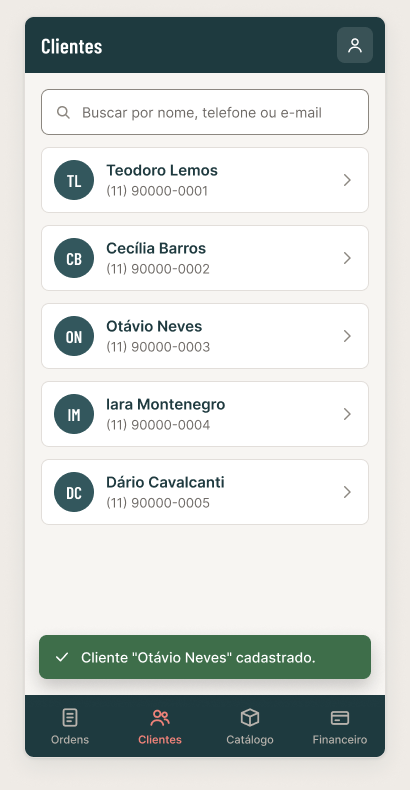 Clientes
Buscar por nome, telefone ou e-mail
TL
Teodoro Lemos
(11) 90000-0001
CB
Cecília Barros
(11) 90000-0002
ON
Otávio Neves
(11) 90000-0003
IM
Iara Montenegro
(11) 90000-0004
DC
Dário Cavalcanti
(11) 90000-0005
Cliente "Otávio Neves" cadastrado.
Ordens
Clientes
Catálogo
Financeiro